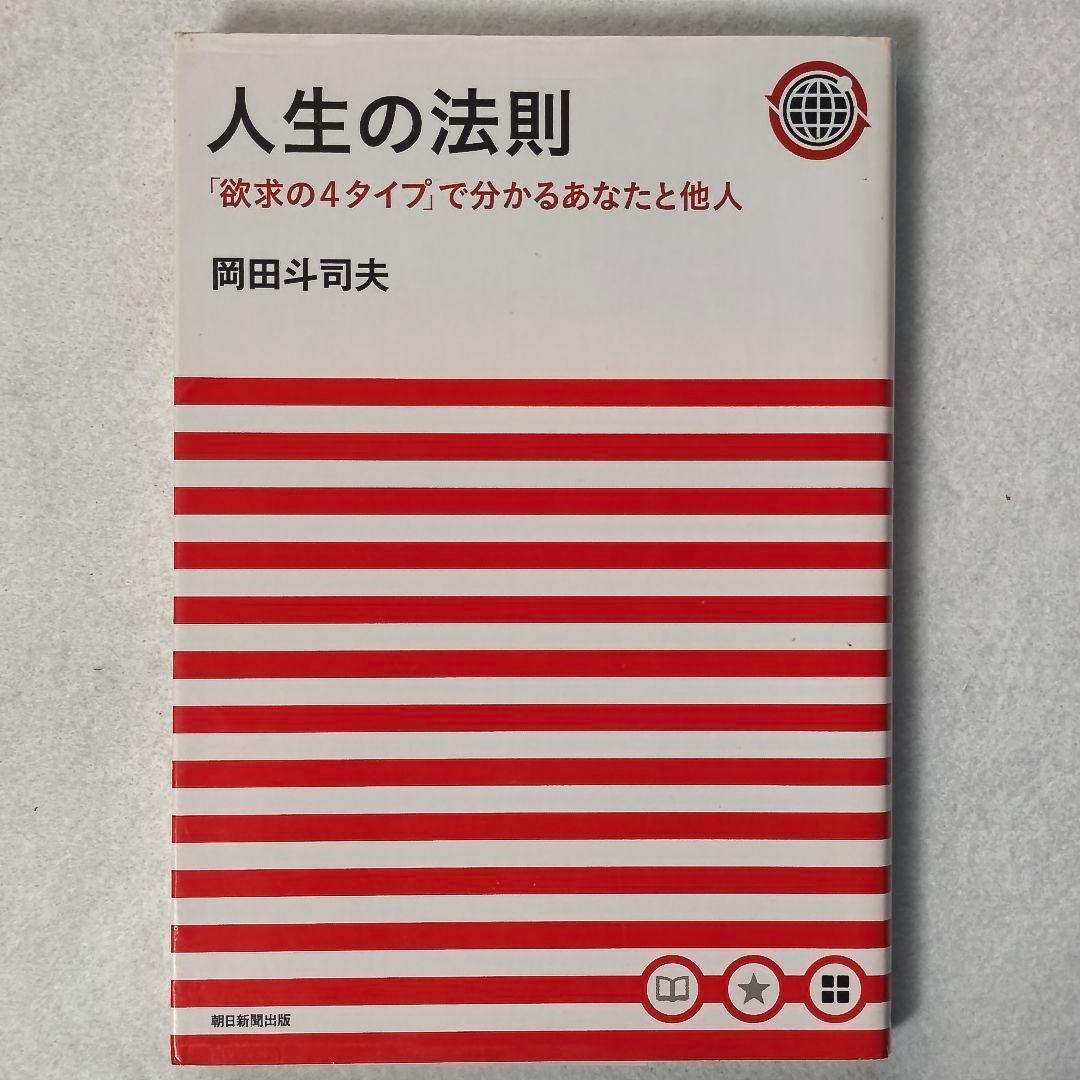 人生の法則
「欲求の4タイプ」で分かるあなたと他人
岡田斗司夫
朝日新聞出版